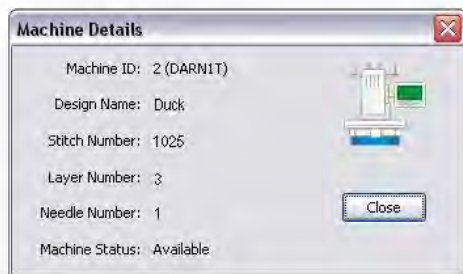 Machine Details
Machine ID: 2 (DARN1T)
Design Name: Duck
Stitch Number: 1025
Layer Number: 3
Needle Number: 1
Close
Machine Status: Available